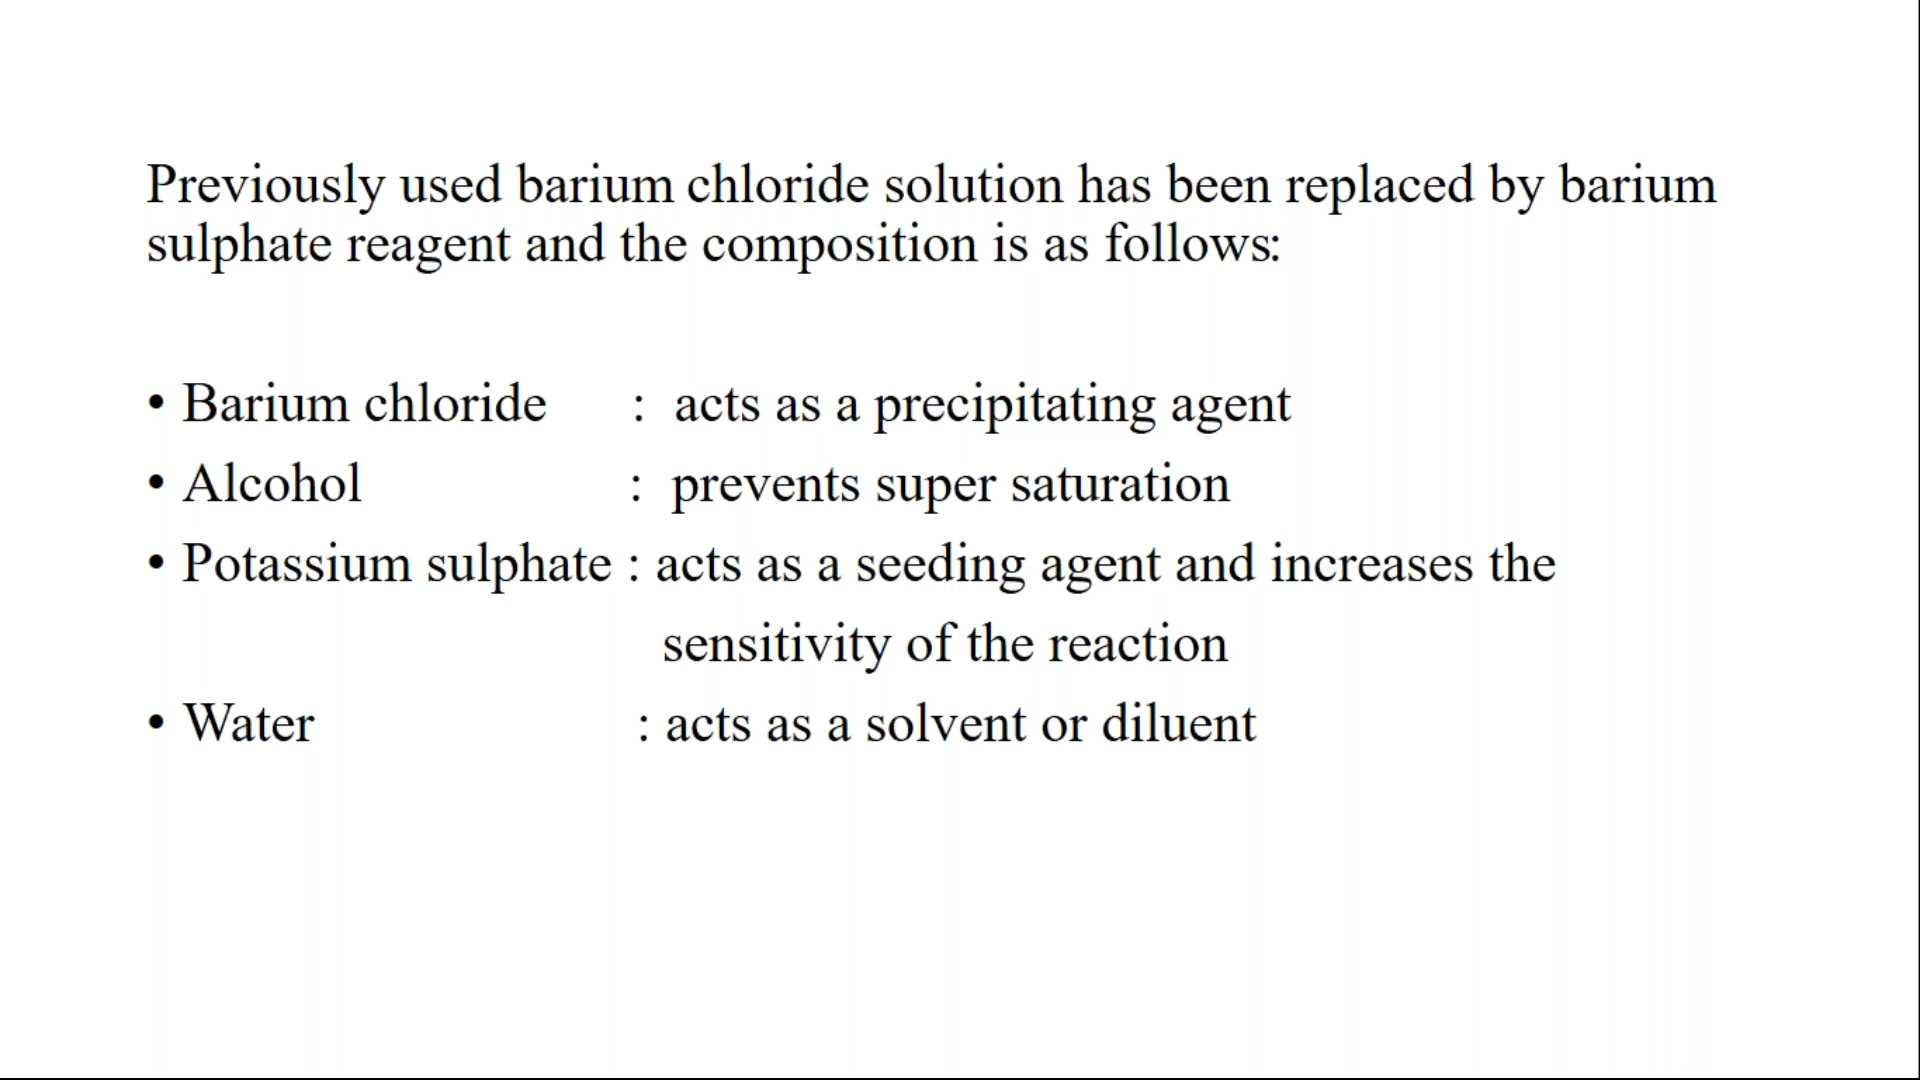 Previously used barium chloride solution has been replaced by barium
sulphate reagent and the composition is as follows:
• Barium chloride : acts as a precipitating agent
• Alcohol : prevents super saturation
• Potassium sulphate : acts as a seeding agent and increases the
sensitivity of the reaction
• Water : acts as a solvent or diluent